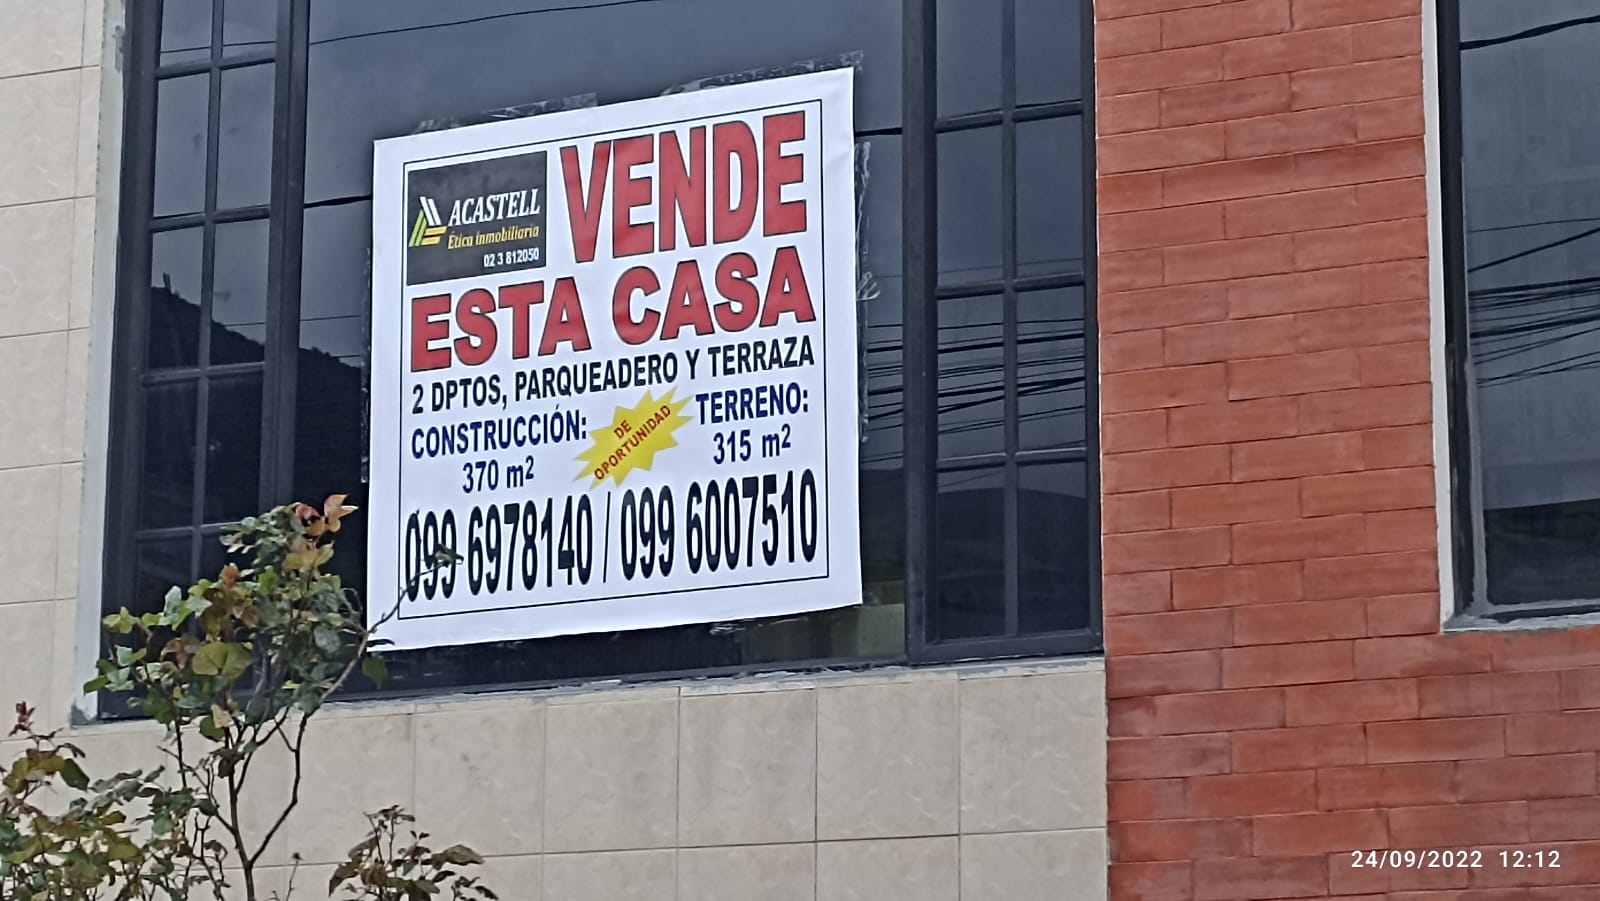 ACASTELL
Ética inmobiliaria
02 3 812050
VENDE
ESTA CASA
2 DPTOS, PARQUEADERO Y TERRAZA
CONSTRUCCIÓN:
370 m²
DE
OPORTUNIDAD
TERRENO:
315 m²
099 6978140 / 099 6007510
24/09/2022 12:12